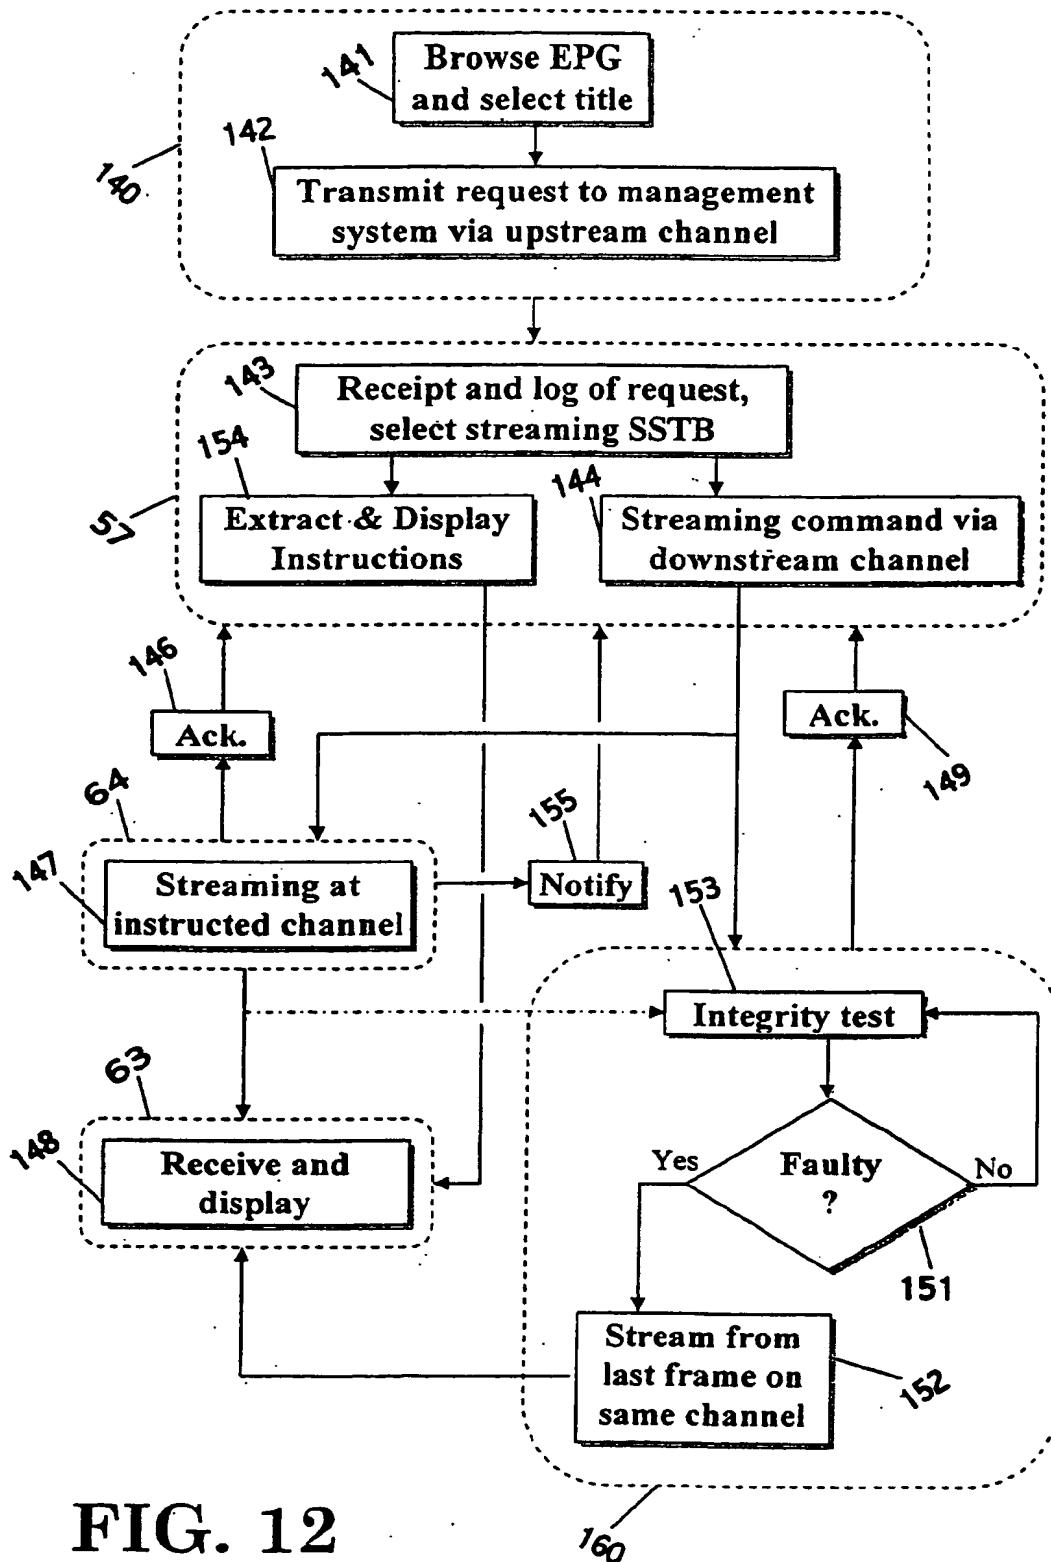 141
Browse EPG
and select title
142
140
Transmit request to management
system via upstream channel
143
Receipt and log of request,
select streaming SSTB
154
144
57
Extract & Display
Instructions
Streaming command via
downstream channel
146
Ack.
Ack.
149
64
155
147
Streaming at
instructed channel
Notify
153
Integrity test
63
148
Receive and
display
Yes
Faulty
?
No
151
Stream from
last frame on
same channel
152
FIG. 12
160